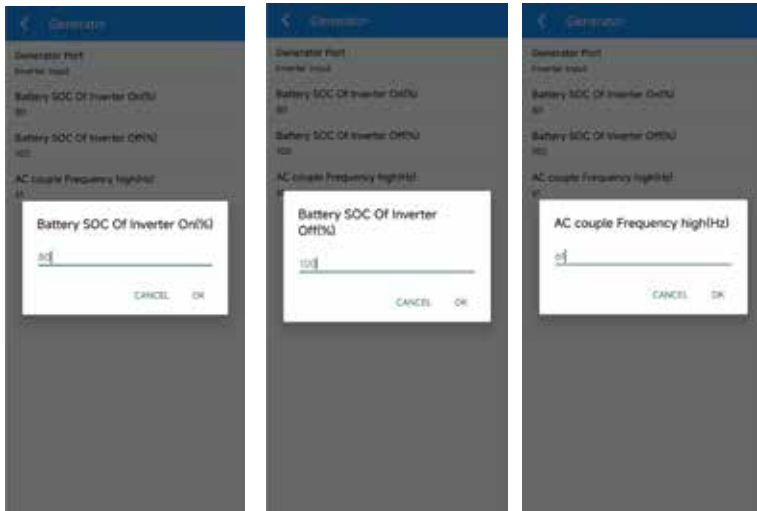 Generator
Generator Port
Inverter Input
Battery SOC Of Inverter On(%)
Battery SOC Of Inverter Off(%)
100
AC couple Frequency high(Hz)
Battery SOC Of Inverter On(%)
80
CANCEL OK
Generator
Generator Port
Inverter Input
Battery SOC Of Inverter On(%)
Battery SOC Of Inverter Off(%)
100
AC couple Frequency high(Hz)
Battery SOC Of Inverter
Off(%)
100
CANCEL OK
Generator
Generator Port
Inverter Input
Battery SOC Of Inverter On(%)
Battery SOC Of Inverter Off(%)
100
AC couple Frequency high(Hz)
AC couple Frequency high(Hz)
CANCEL OK